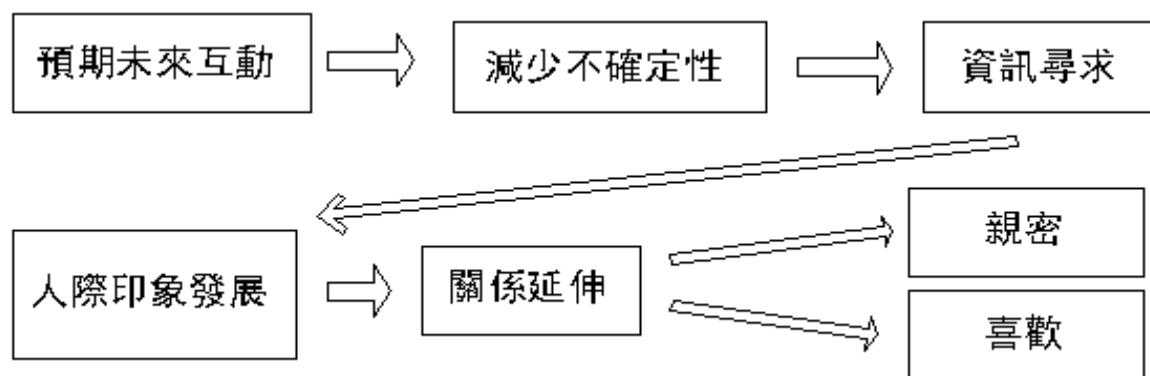 預期未來互動
減少不確定性
資訊尋求
人際印象發展
關係延伸
親密
喜歡